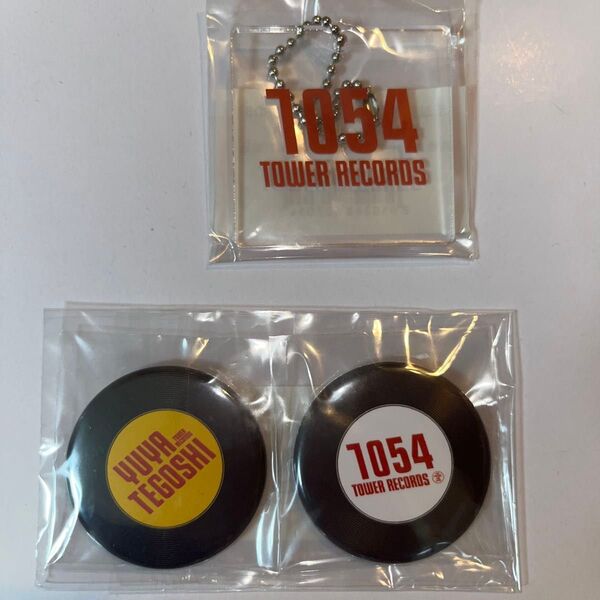 1054
TOWER RECORDS
YUYA
TEGOSHI
1054
TOWER RECORDS